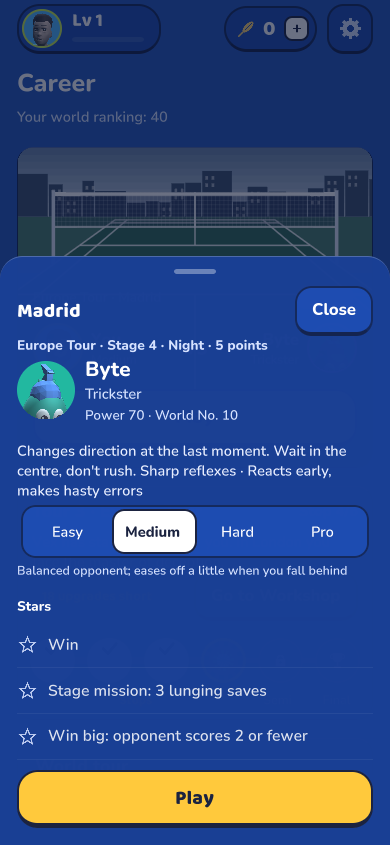 Lv 1
0
+
Career
Your world ranking: 40
Madrid
Close
Europe Tour · Stage 4 · Night · 5 points
Byte
Trickster
Power 70 · World No. 10
Changes direction at the last moment. Wait in the
centre, don't rush. Sharp reflexes · Reacts early,
makes hasty errors
Easy
Medium
Hard
Pro
Balanced opponent; eases off a little when you fall behind
Stars
Win
Stage mission: 3 lunging saves
Win big: opponent scores 2 or fewer
Play